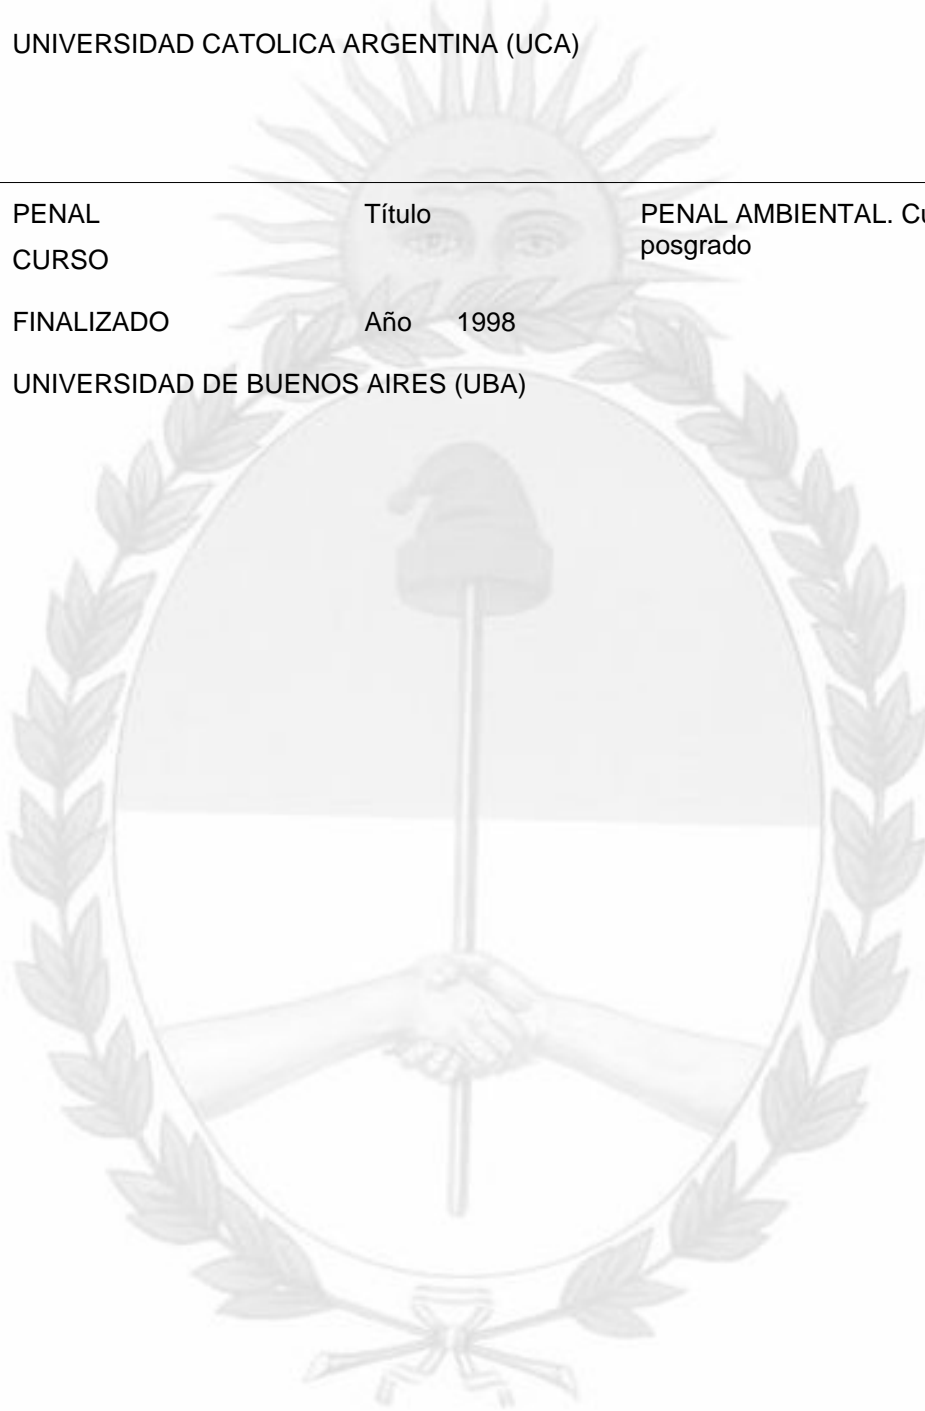 UNIVERSIDAD CATOLICA ARGENTINA (UCA)
PENAL Título PENAL AMBIENTAL.
CURSO posgrado
FINALIZADO Año 1998
UNIVERSIDAD DE BUENOS AIRES (UBA)